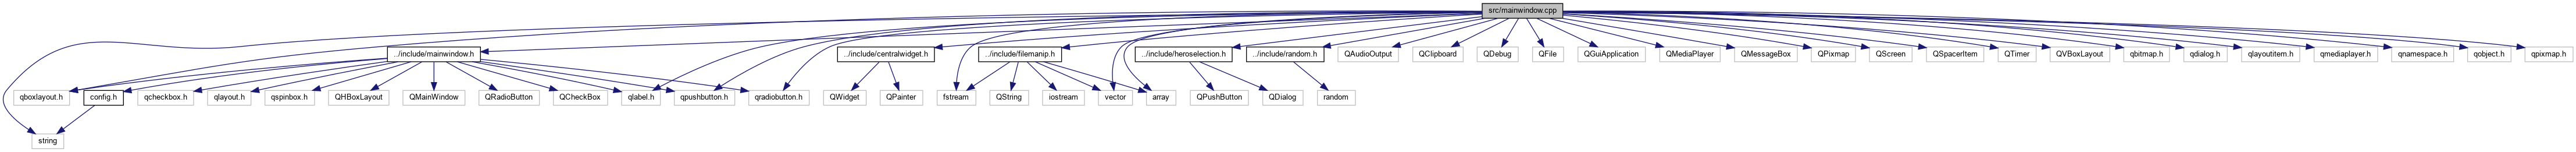 src/mainwindow.cpp
.../include/mainwindow.h
.../include/centralwidget.h
.../include/filemanip.h
.../include/heroselection.h
.../include/random.h
QAudioOutput
QClipboard
QDebug
QFile
QGuiApplication
QMediaPlayer
QMessageBox
QPixmap
QScreen
QSpacerItem
QTimer
QVBoxLayout
qbitmap.h
qdialog.h
qlayoutitem.h
qmediaplayer.h
qnamespace.h
qobject.h
qpixmap.h
qboxlayout.h
config.h
qcheckbox.h
qlayout.h
qspinbox.h
QHBoxLayout
QMainWindow
QRadioButton
QCheckBox
qlabel.h
qpushbutton.h
qradiobutton.h
QWidget
QPainter
fstream
QString
iostream
vector
array
QPushButton
QDialog
random
string